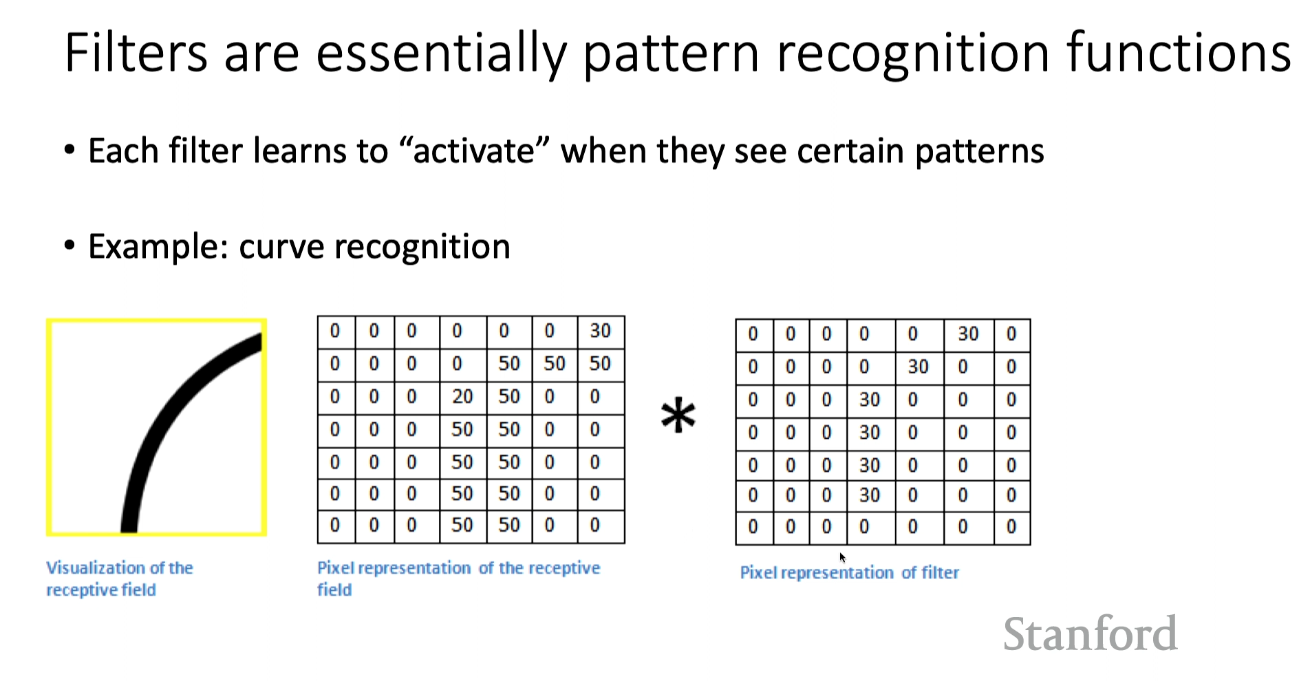 Filters are essentially pattern recognition functions
• Each filter learns to “activate” when they see certain patterns
• Example: curve recognition
0 0 0 0 0 0 30
0 0 0 0 50 50 50
0 0 0 20 50 0 0
0 0 0 50 50 0 0
0 0 0 50 50 0 0
0 0 0 50 50 0 0
0 0 0 50 50 0 0
*
0 0 0 0 0 30 0
0 0 0 0 30 0 0
0 0 0 30 0 0 0
0 0 0 30 0 0 0
0 0 0 30 0 0 0
0 0 0 30 0 0 0
0 0 0 0 0 0 0
Visualization of the
receptive field
Pixel representation of the receptive
field
Pixel representation of filter
Stanford